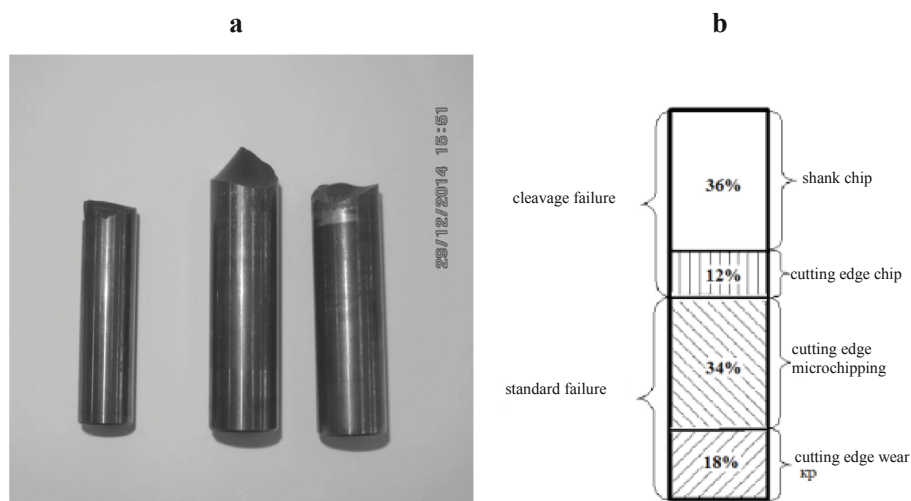 a
b
29/12/2014 15:51
cleavage failure
36%
shank chip
12%
cutting edge chip
standard failure
34%
cutting edge
microchipping
18%
cutting edge wear
кр